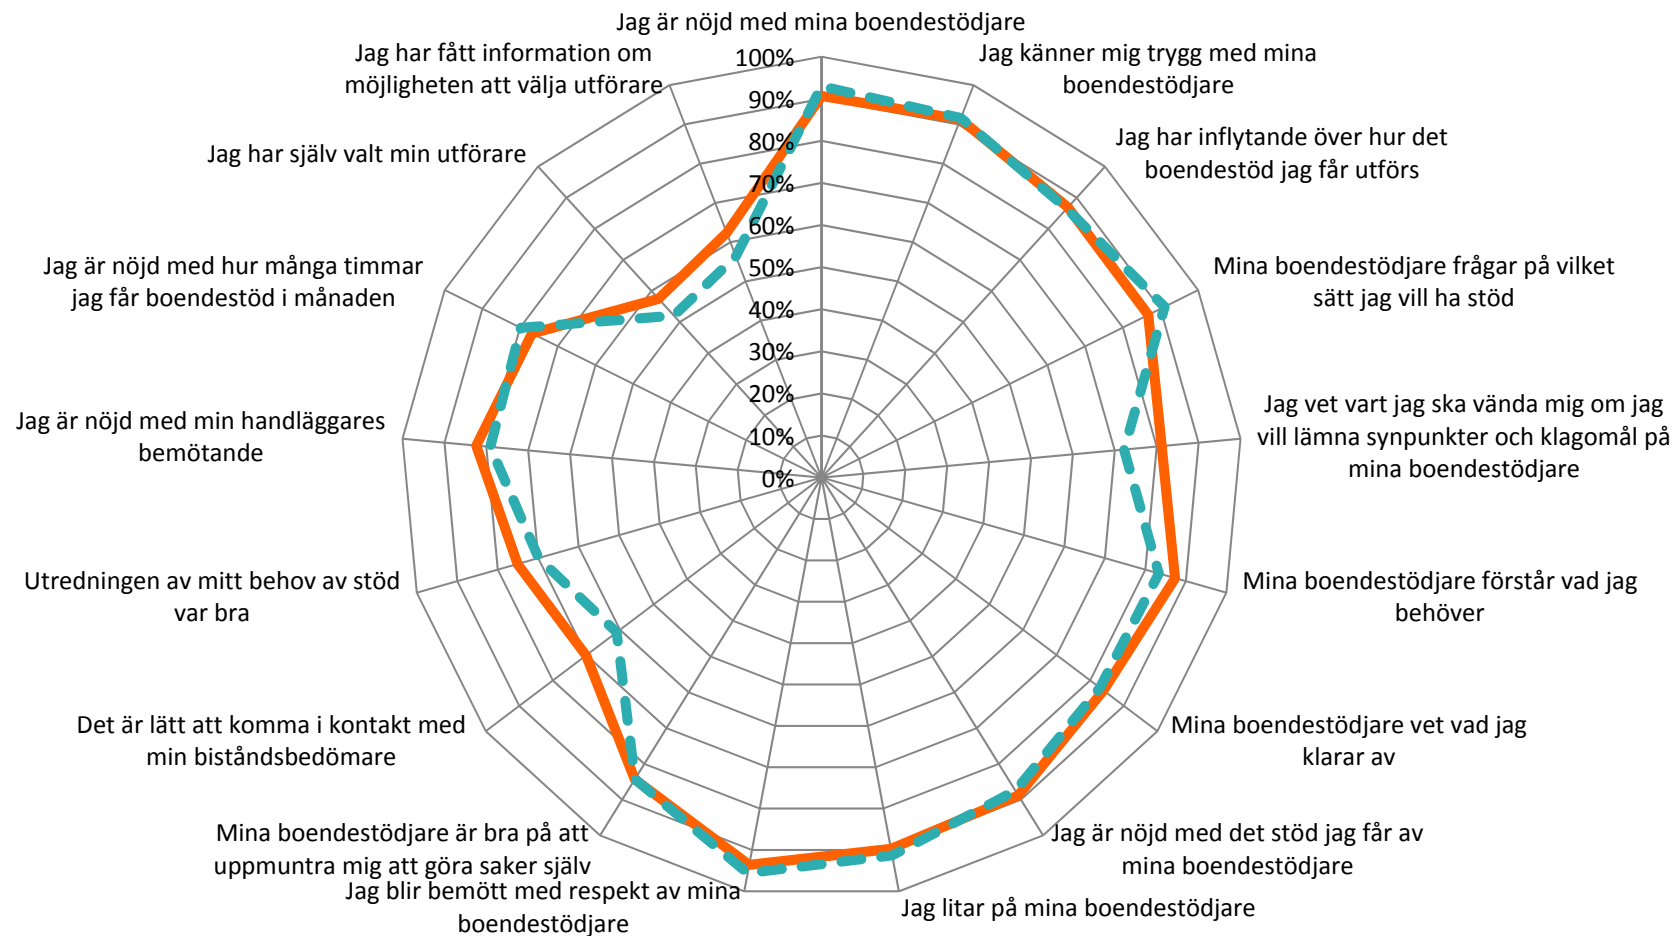 Jag är nöjd med mina boendestödjare
Jag känner mig trygg med mina
boendestödjare
Jag har inflytande över hur det
boendestöd jag får utförs
Mina boendestödjare frågar på vilket
sätt jag vill ha stöd
Jag vet vart jag ska vända mig om jag
vill lämna synpunkter och klagomål på
mina boendestödjare
Mina boendestödjare förstår vad jag
behöver
Mina boendestödjare vet vad jag
klarar av
Jag är nöjd med det stöd jag får av
mina boendestödjare
Jag litar på mina boendestödjare
Jag blir bemött med respekt av mina
boendestödjare
Mina boendestödjare är bra på att
uppmuntra mig att göra saker själv
Det är lätt att komma i kontakt med
min biståndsbedömare
Utredningen av mitt behov av stöd
var bra
Jag är nöjd med min handläggares
bemötande
Jag är nöjd med hur många timmar
jag får boendestöd i månaden
Jag har själv valt min utförare
Jag har fått information om
möjligheten att välja utförare
100%
90%
80%
70%
60%
50%
40%
30%
20%
10%
0%